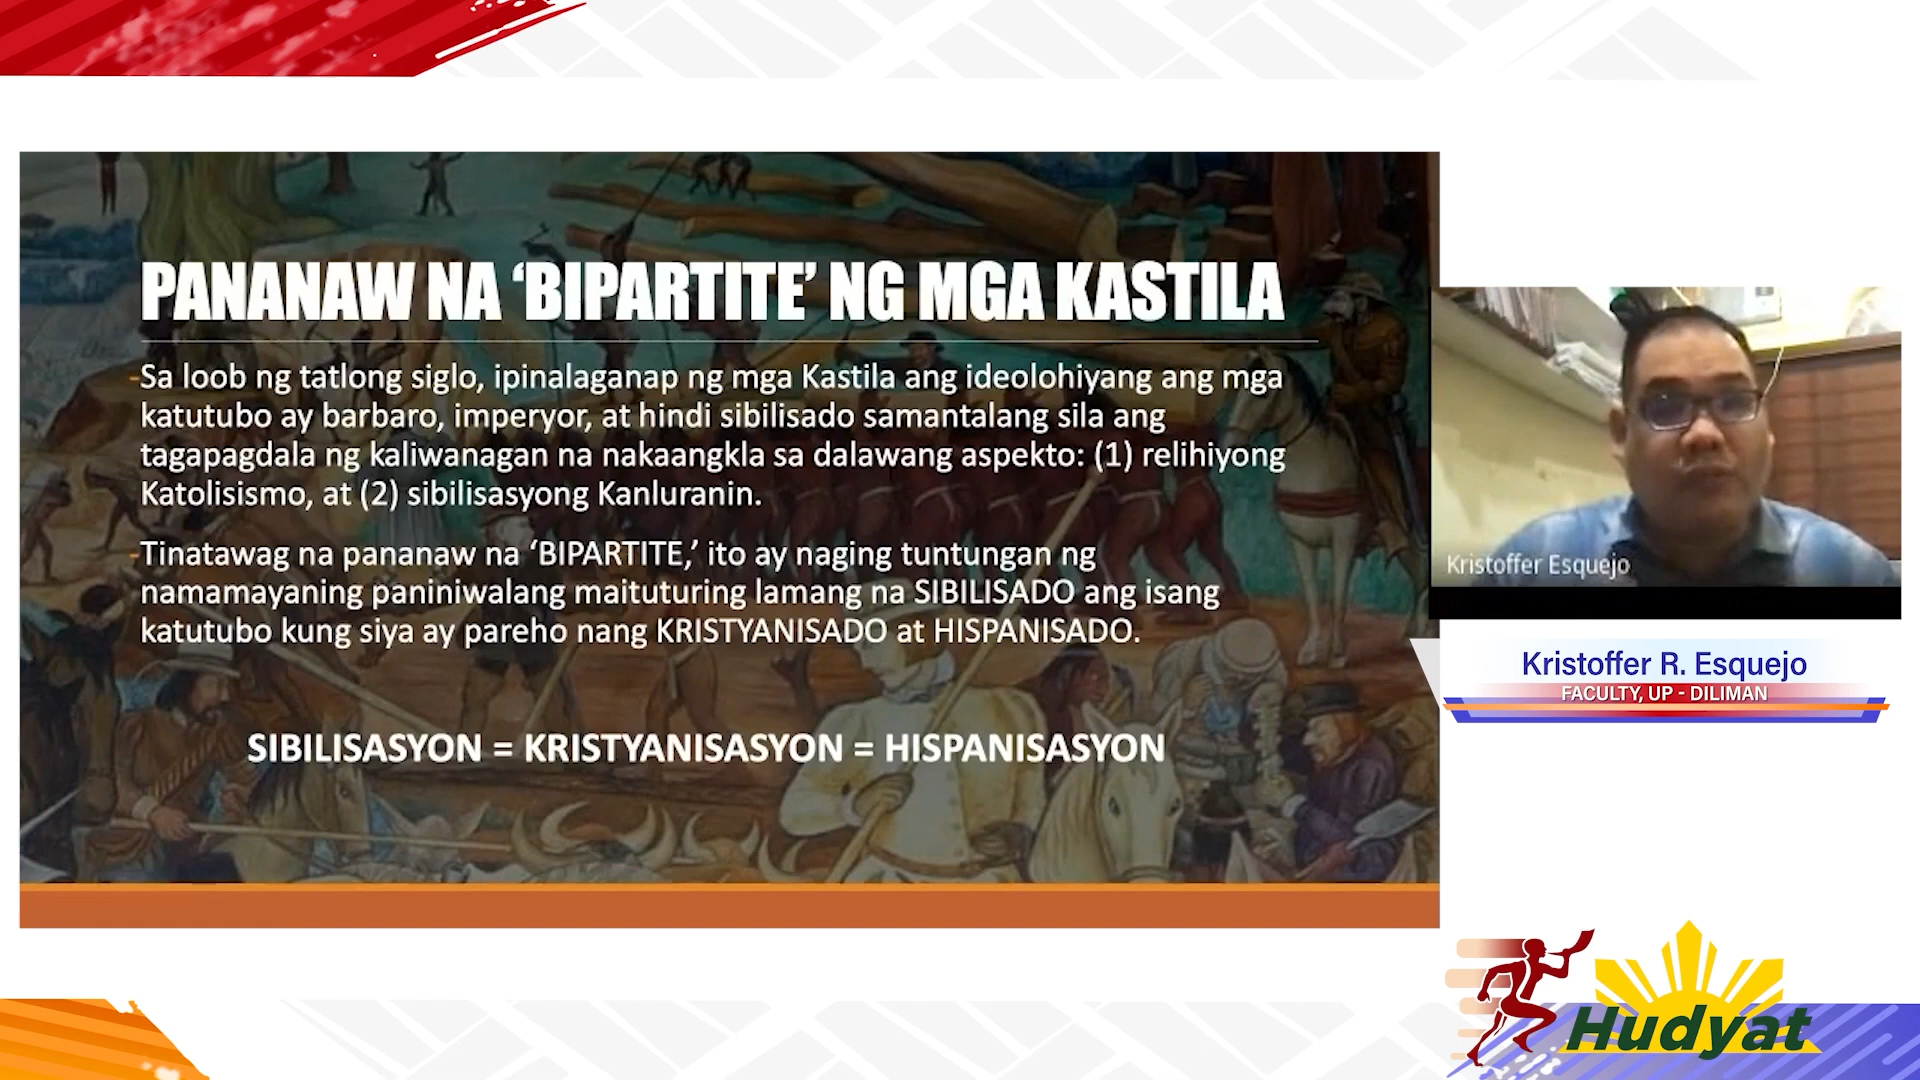 PANANAW NA ‘BIPARTITE’ NG MGA KASTILA
-Sa loob ng tatlong siglo, ipinalaganap ng mga Kastila ang ideolohiyang ang mga
katutubo ay barbaro, imperyor, at hindi sibilisado samantalang sila ang
tagapagdala ng kaliwanagan na nakaangkla sa dalawang aspekto: (1) relihiyong
Katolisismo, at (2) sibilisasyong Kanluranin.
-Tinatawag na pananaw na ‘BIPARTITE,’ ito ay naging tuntungan ng
namamayaning paniniwalang maituturing lamang na SIBILISADO ang isang
katutubo kung siya ay pareho nang KRISTYANISADO at HISPANISADO.
SIBILISASYON = KRISTYANISASYON = HISPANISASYON
Kristoffer Esquejo
Kristoffer R. Esquejo
FACULTY, UP - DILIMAN
Hudyat